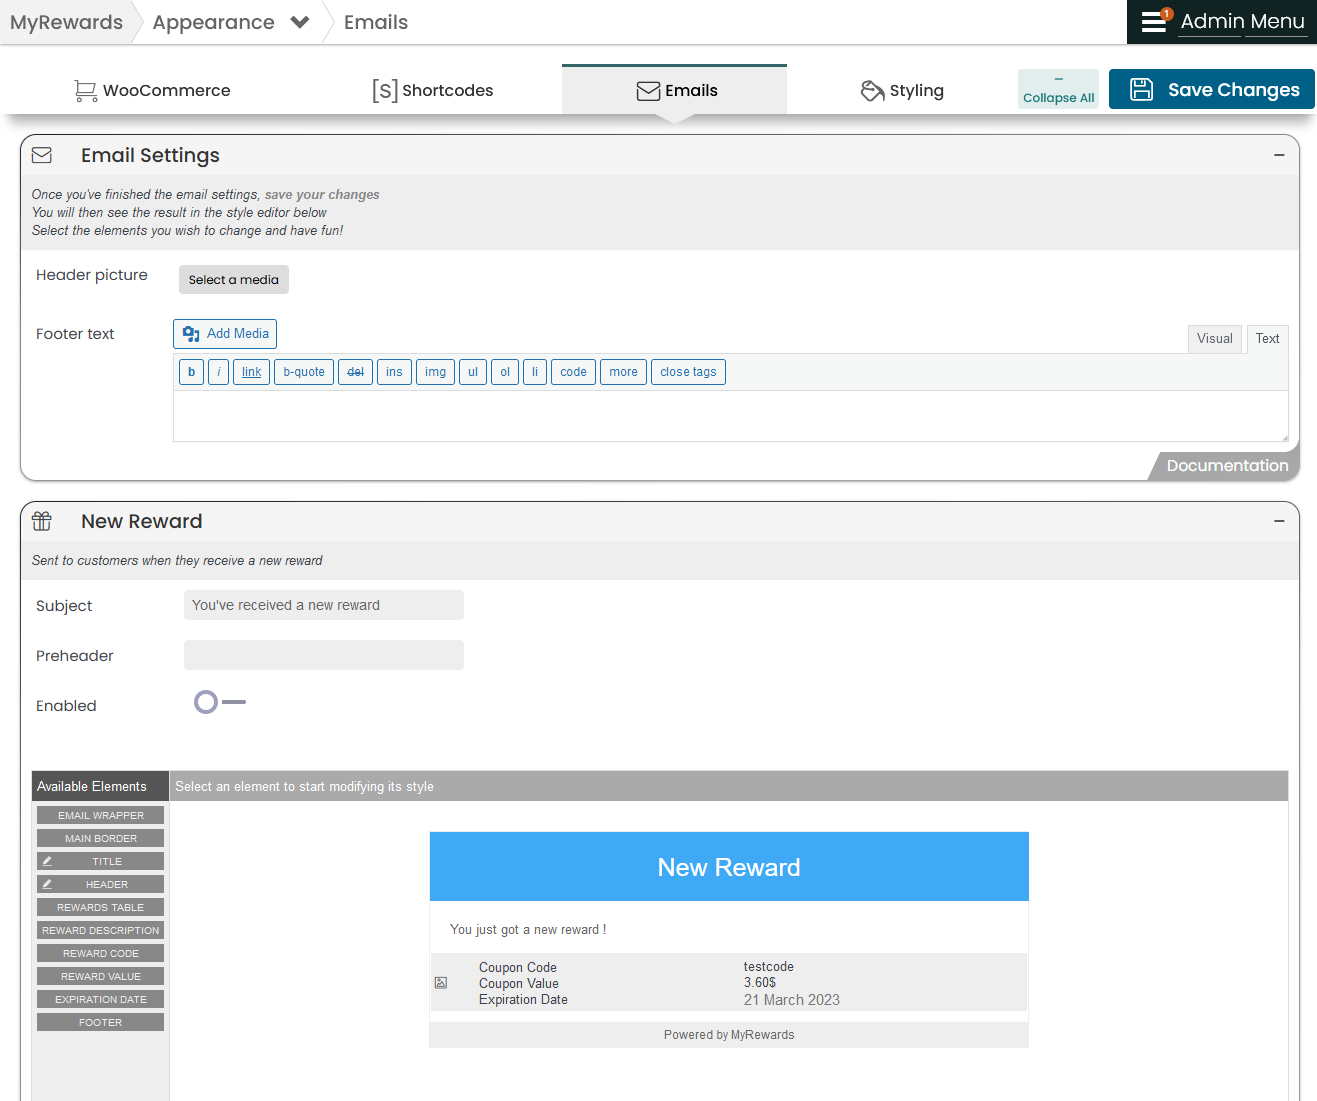 MyRewards Appearance Emails
1
Admin Menu
WooCommerce
[S] Shortcodes
Emails
Styling
Collapse All
Save Changes
Email Settings
Once you've finished the email settings, save your changes
You will then see the result in the style editor below
Select the elements you wish to change and have fun!
Header picture
Select a media
Footer text
Add Media
Visual
Text
b i link b-quote del ins img ul ol li code more close tags
Documentation
New Reward
Sent to customers when they receive a new reward
Subject
You've received a new reward
Preheader
Enabled
Available Elements
Select an element to start modifying its style
EMAIL WRAPPER
MAIN BORDER
TITLE
HEADER
REWARDS TABLE
REWARD DESCRIPTION
REWARD CODE
REWARD VALUE
EXPIRATION DATE
FOOTER
New Reward
You just got a new reward !
Coupon Code testcode
Coupon Value 3.60$
Expiration Date 21 March 2023
Powered by MyRewards